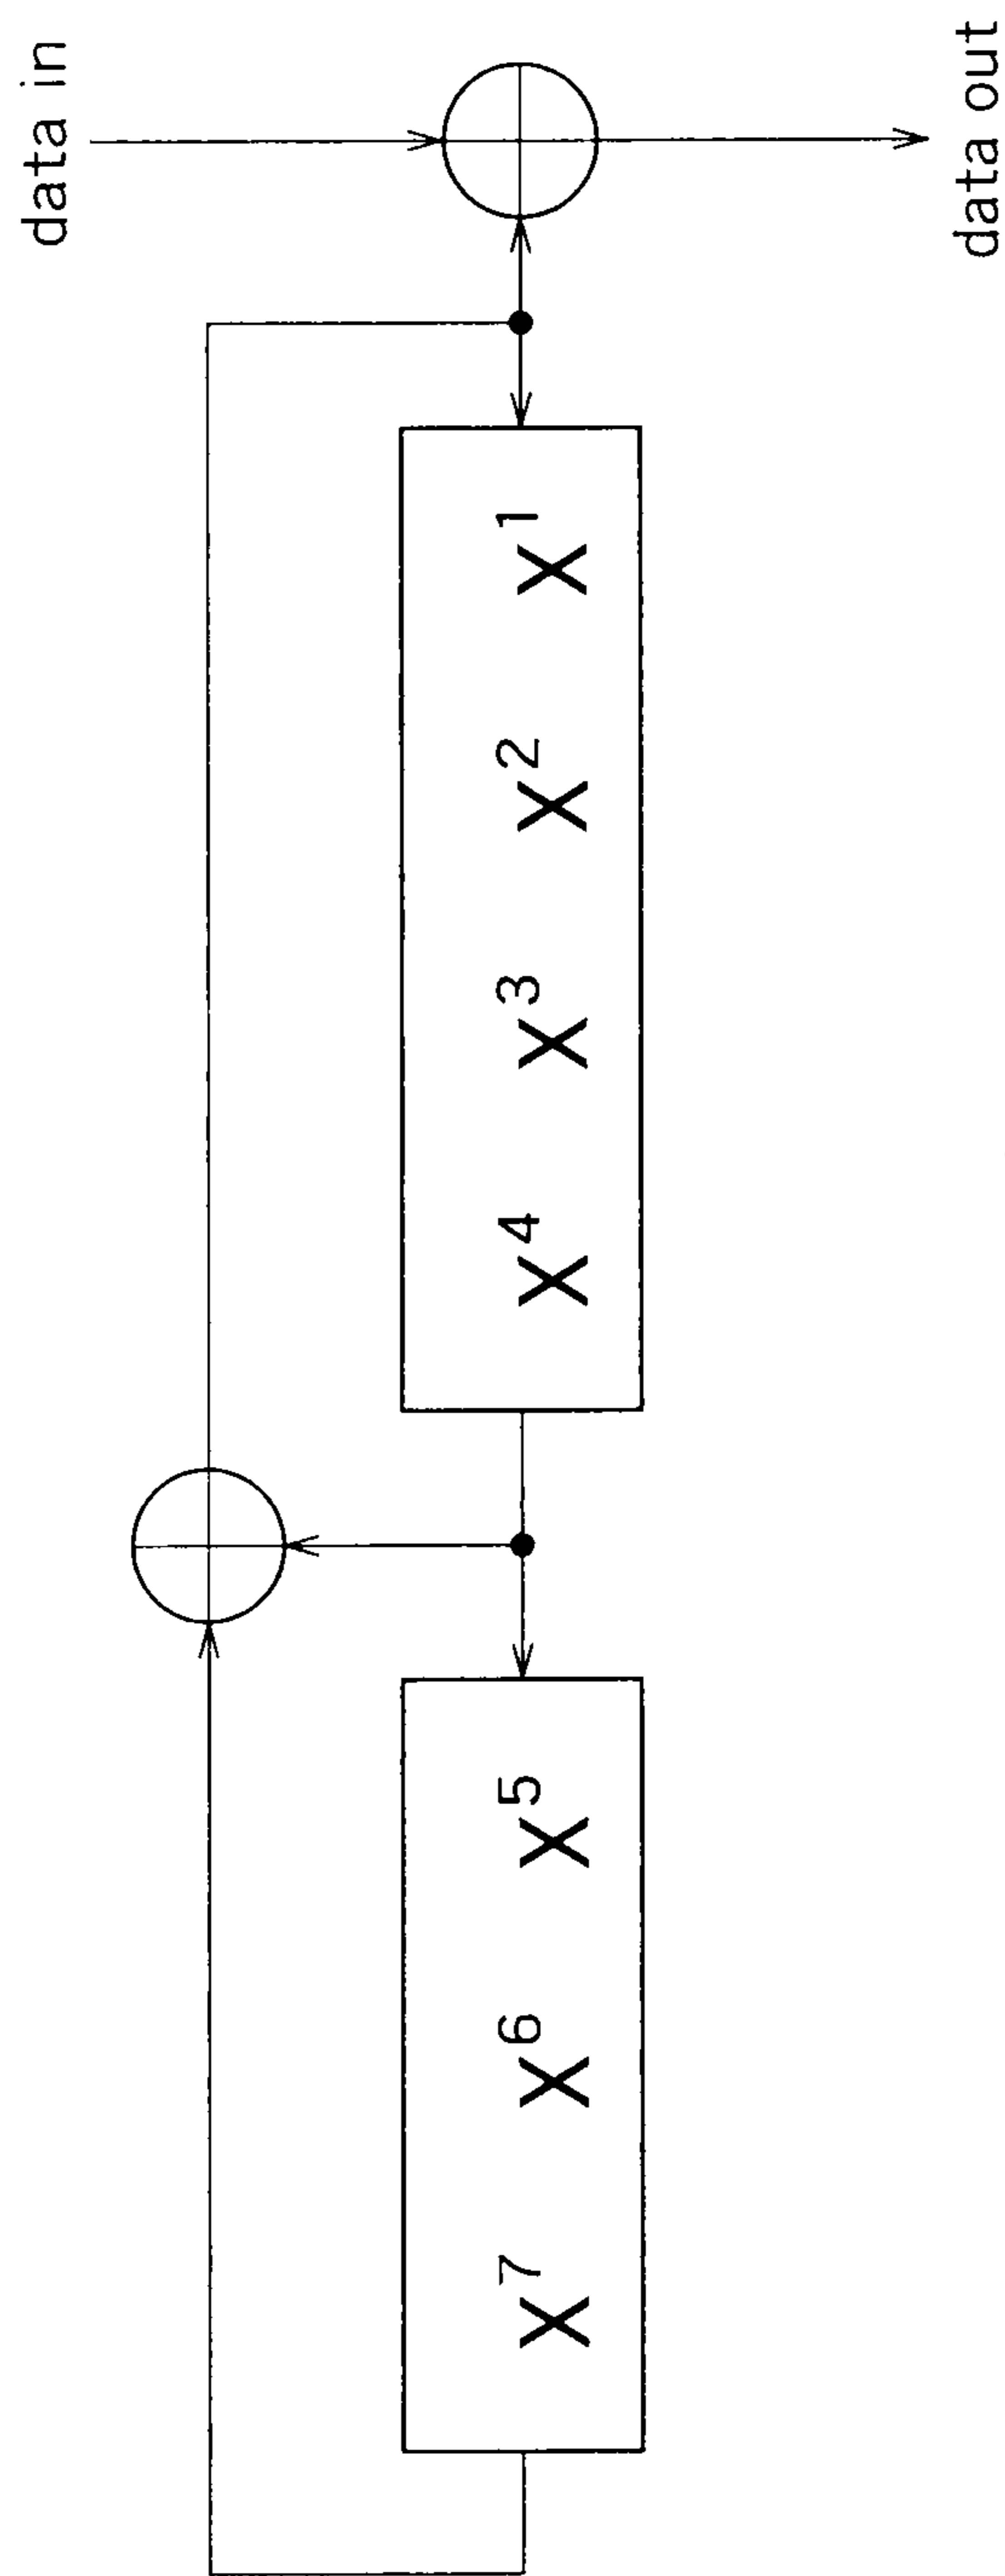 data in
X⁷ X⁶ X⁵ X⁴ X³ X² X¹
data out